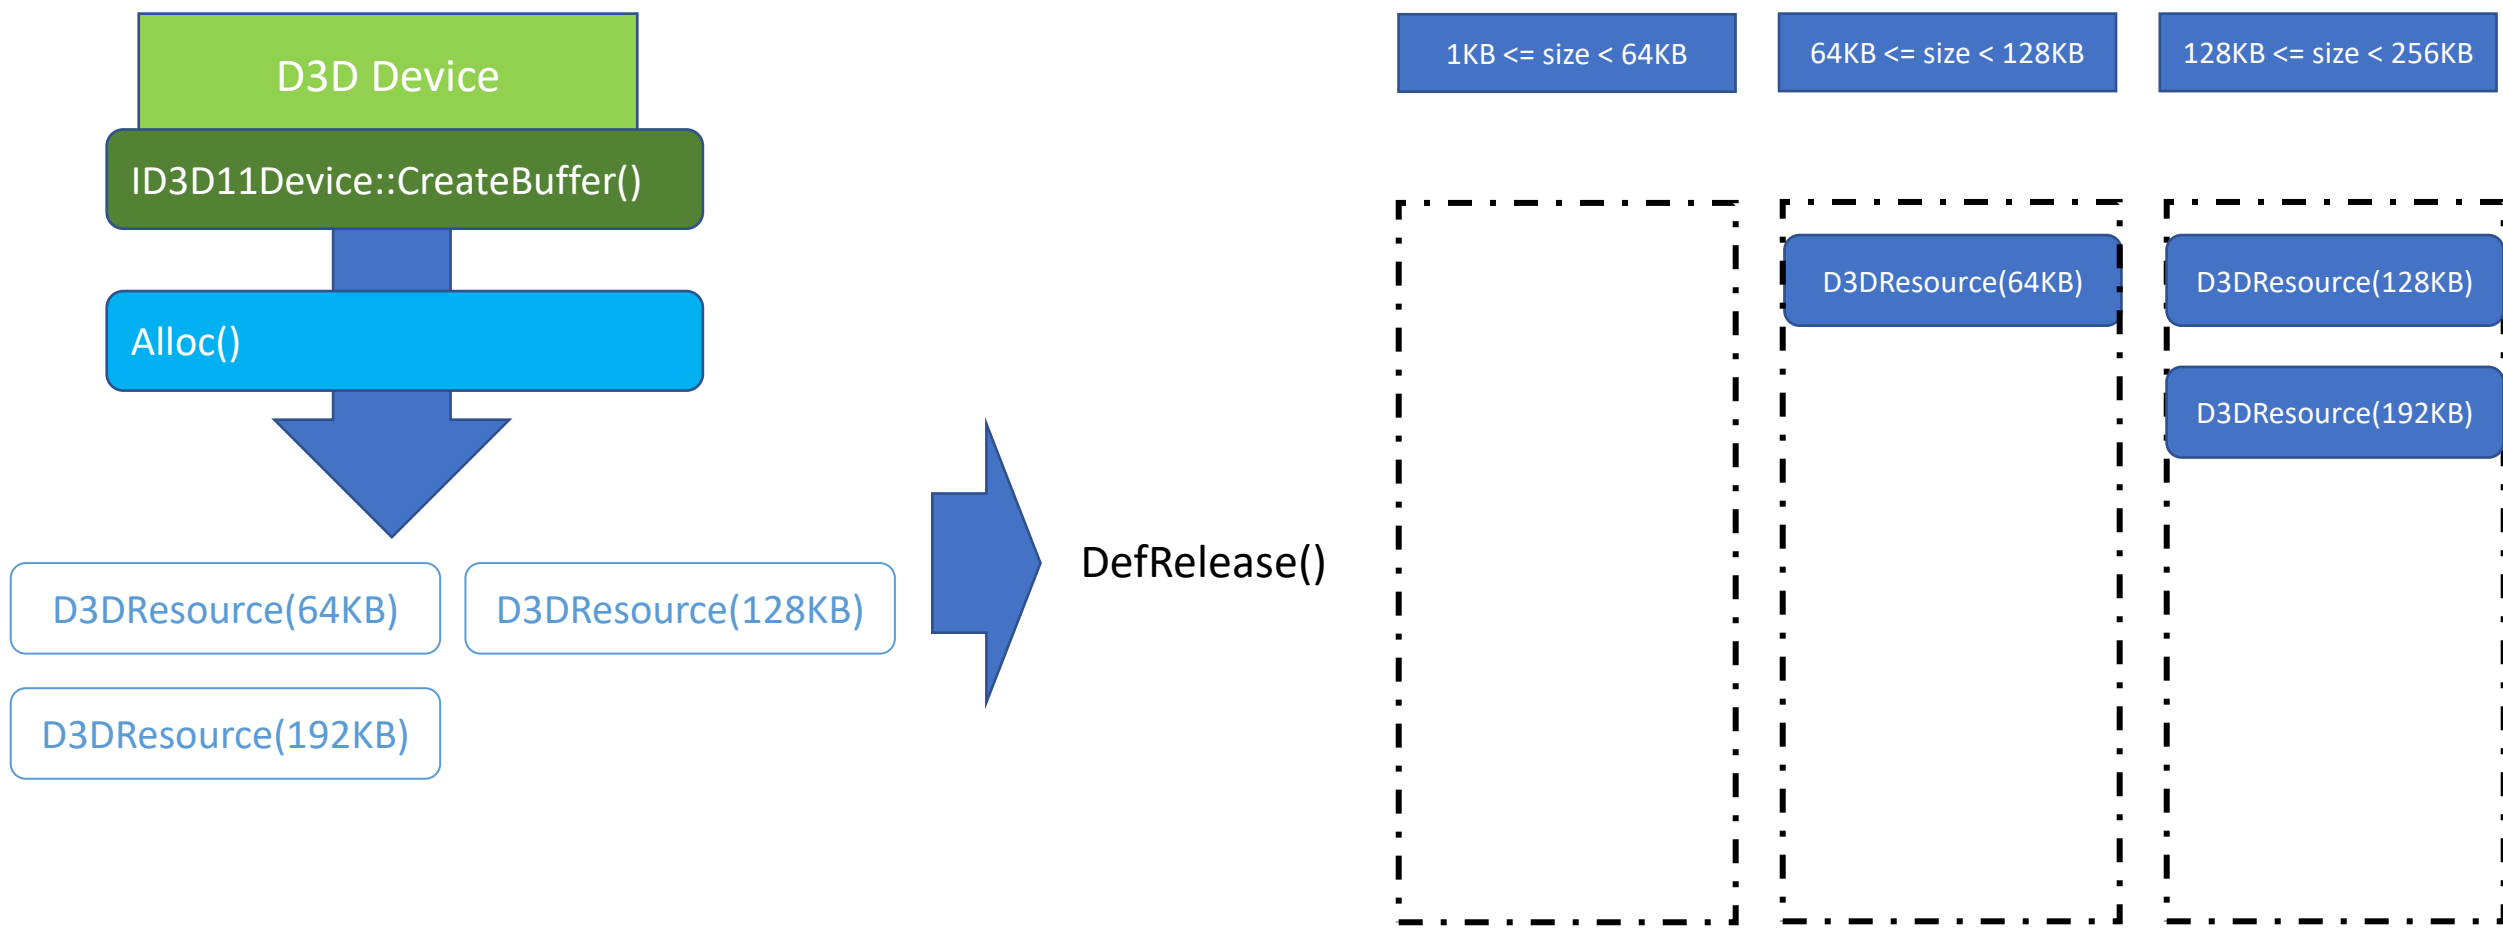 D3D Device
ID3D11Device::CreateBuffer()
Alloc()
D3DResource(64KB)
D3DResource(128KB)
D3DResource(192KB)
DefRelease()
1KB <= size < 64KB
64KB <= size < 128KB
128KB <= size < 256KB
D3DResource(64KB)
D3DResource(128KB)
D3DResource(192KB)